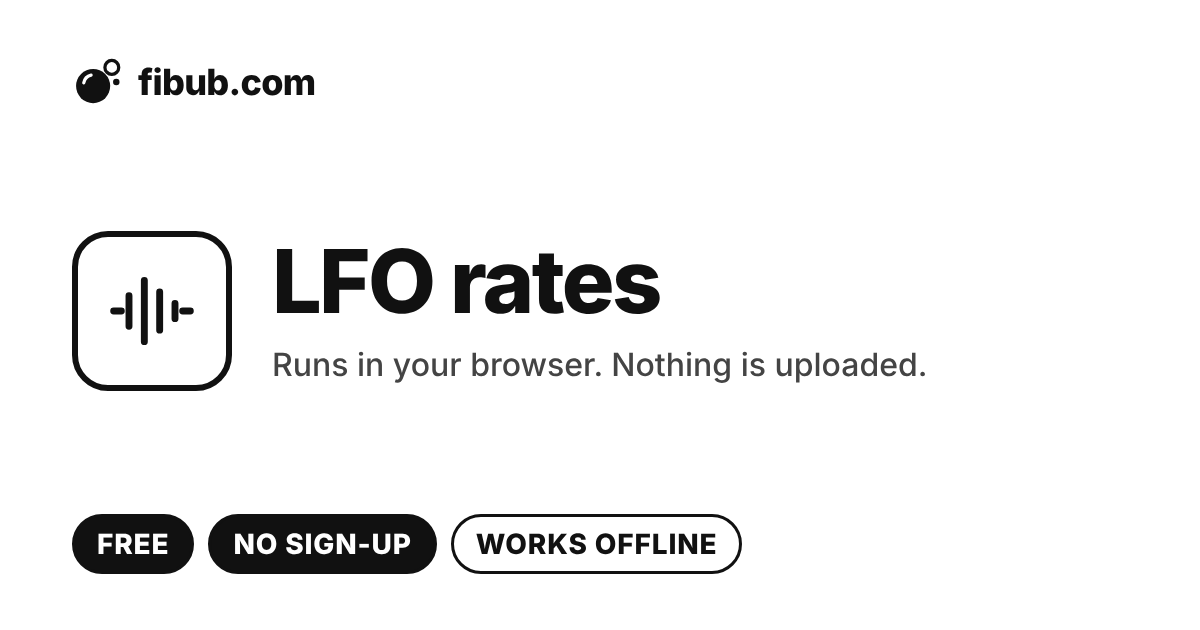 fibub.com
LFO rates
Runs in your browser. Nothing is uploaded.
FREE
NO SIGN-UP
WORKS OFFLINE